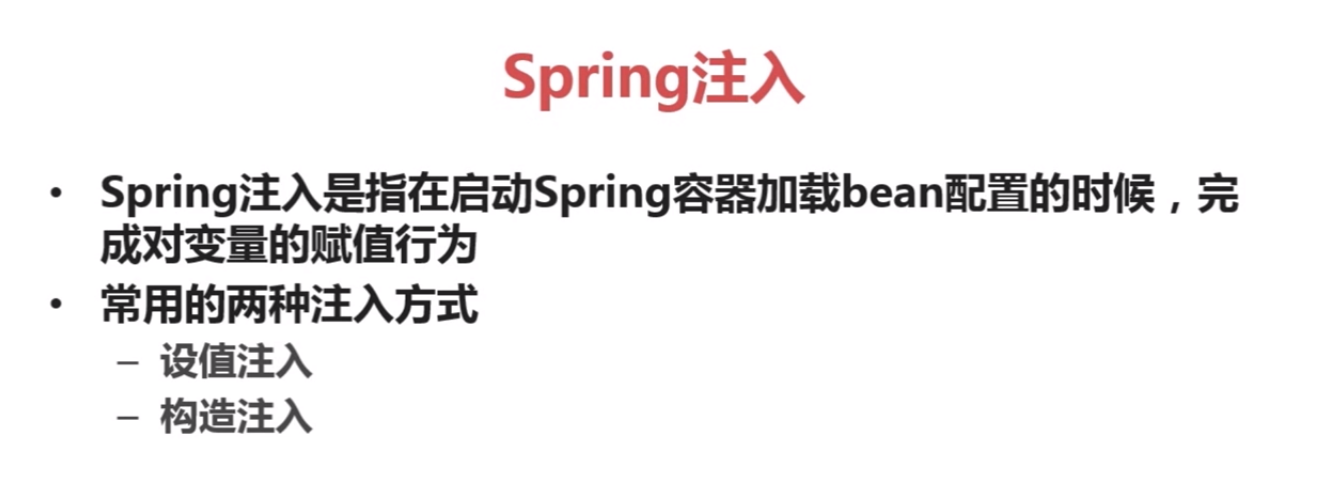 Spring注入
• Spring注入是指在启动Spring容器加载bean配置的时候，完
成对变量的赋值行为
• 常用的两种注入方式
– 设值注入
– 构造注入